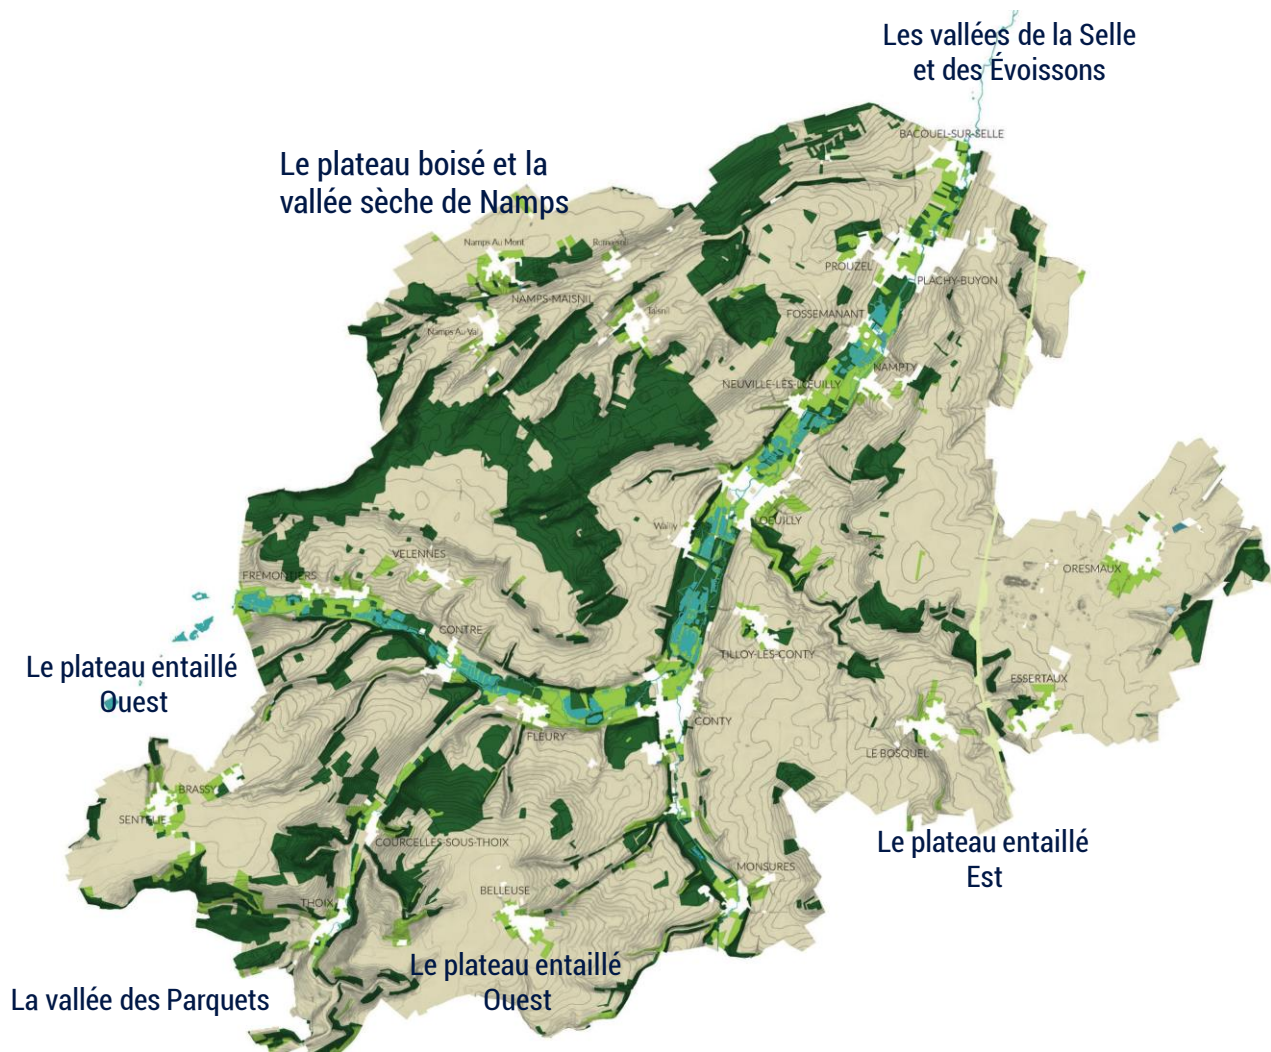 Les vallées de la Selle
et des Évoissons
BACOUEL-SUR-SELLE
Le plateau boisé et la
vallée sèche de Namps
Namps Au Mont
NAMPS-MAISNIL
Namps Au Val
PROUZEL
PLACHY-BUYON
FOSSEMANANT
NAMPTY
NEUVILLE-LES-LOEUILLY
Wailly
LOEUILLY
ORESMAUX
VELENNES
FREMONTIERS
CONTRE
TILLOY-LES-CONTY
ESSERTAUX
Le plateau entaillé
Ouest
CONTY
FLEURY
LE BOSQUEL
BRASSY
SENTELIE
COURCELLES-SOUS-THOIX
Le plateau entaillé
Est
MONSURES
BELLEUSE
THOIX
Le plateau entaillé
Ouest
La vallée des Parquets